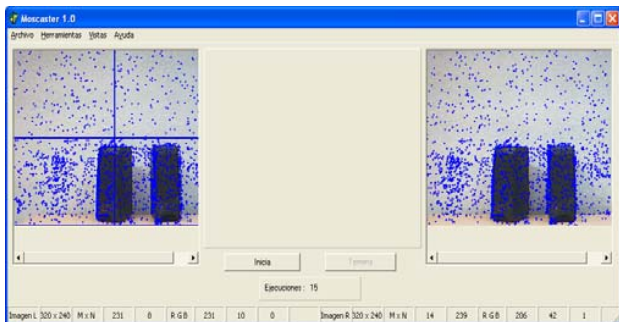 Moscaster 1.0
Archivo Herramientas Vistas Ayuda
Inicia Termina
Ejecuciones : 15
Imagen L 320 x 240 M x N 231 8 R G B 231 10 0 Imagen R 320 x 240 M x N 14 239 R G B 206 42 1